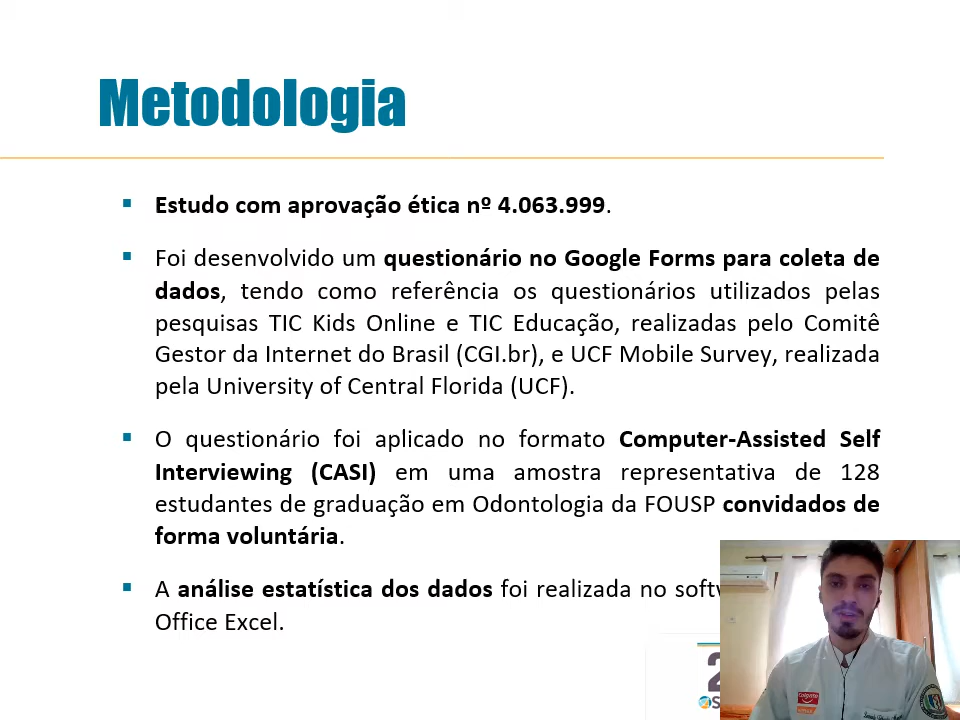 Metodologia
Estudo com aprovação ética nº 4.063.999.
Foi desenvolvido um questionário no Google Forms para coleta de
dados, tendo como referência os questionários utilizados pelas
pesquisas TIC Kids Online e TIC Educação, realizadas pelo Comitê
Gestor da Internet do Brasil (CGI.br), e UCF Mobile Survey, realizada
pela University of Central Florida (UCF).
O questionário foi aplicado no formato Computer-Assisted Self
Interviewing (CASI) em uma amostra representativa de 128
estudantes de graduação em Odontologia da FOUSP convidados de
forma voluntária.
A análise estatística dos dados foi realizada no
Office Excel.
Colgate